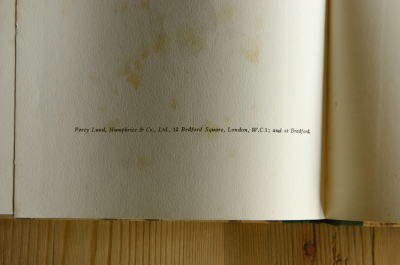 Percy Lund, Humphries & Co., Ltd., 12 Bedford Square, London, W.C.1; and at Bradford.